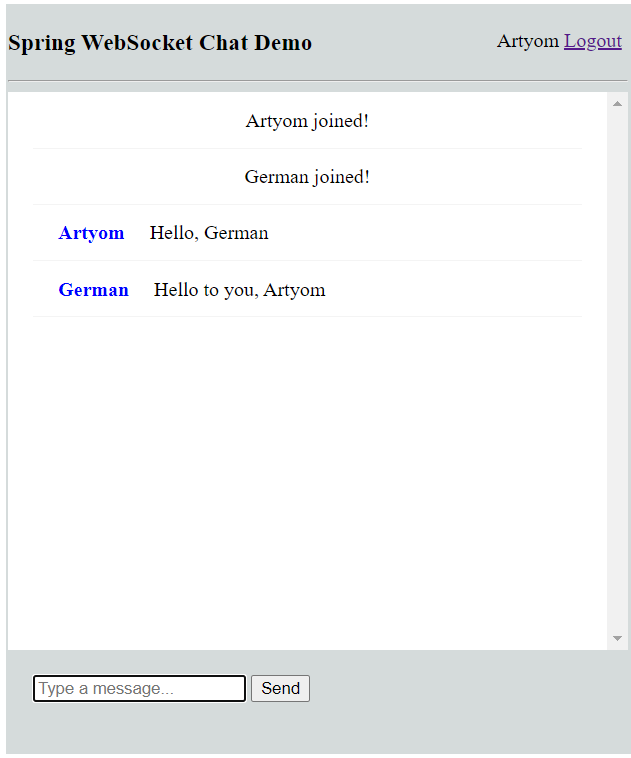 Spring WebSocket Chat Demo Artyom Logout
Artyom joined!
German joined!
Artyom Hello, German
German Hello to you, Artyom
Type a message... Send